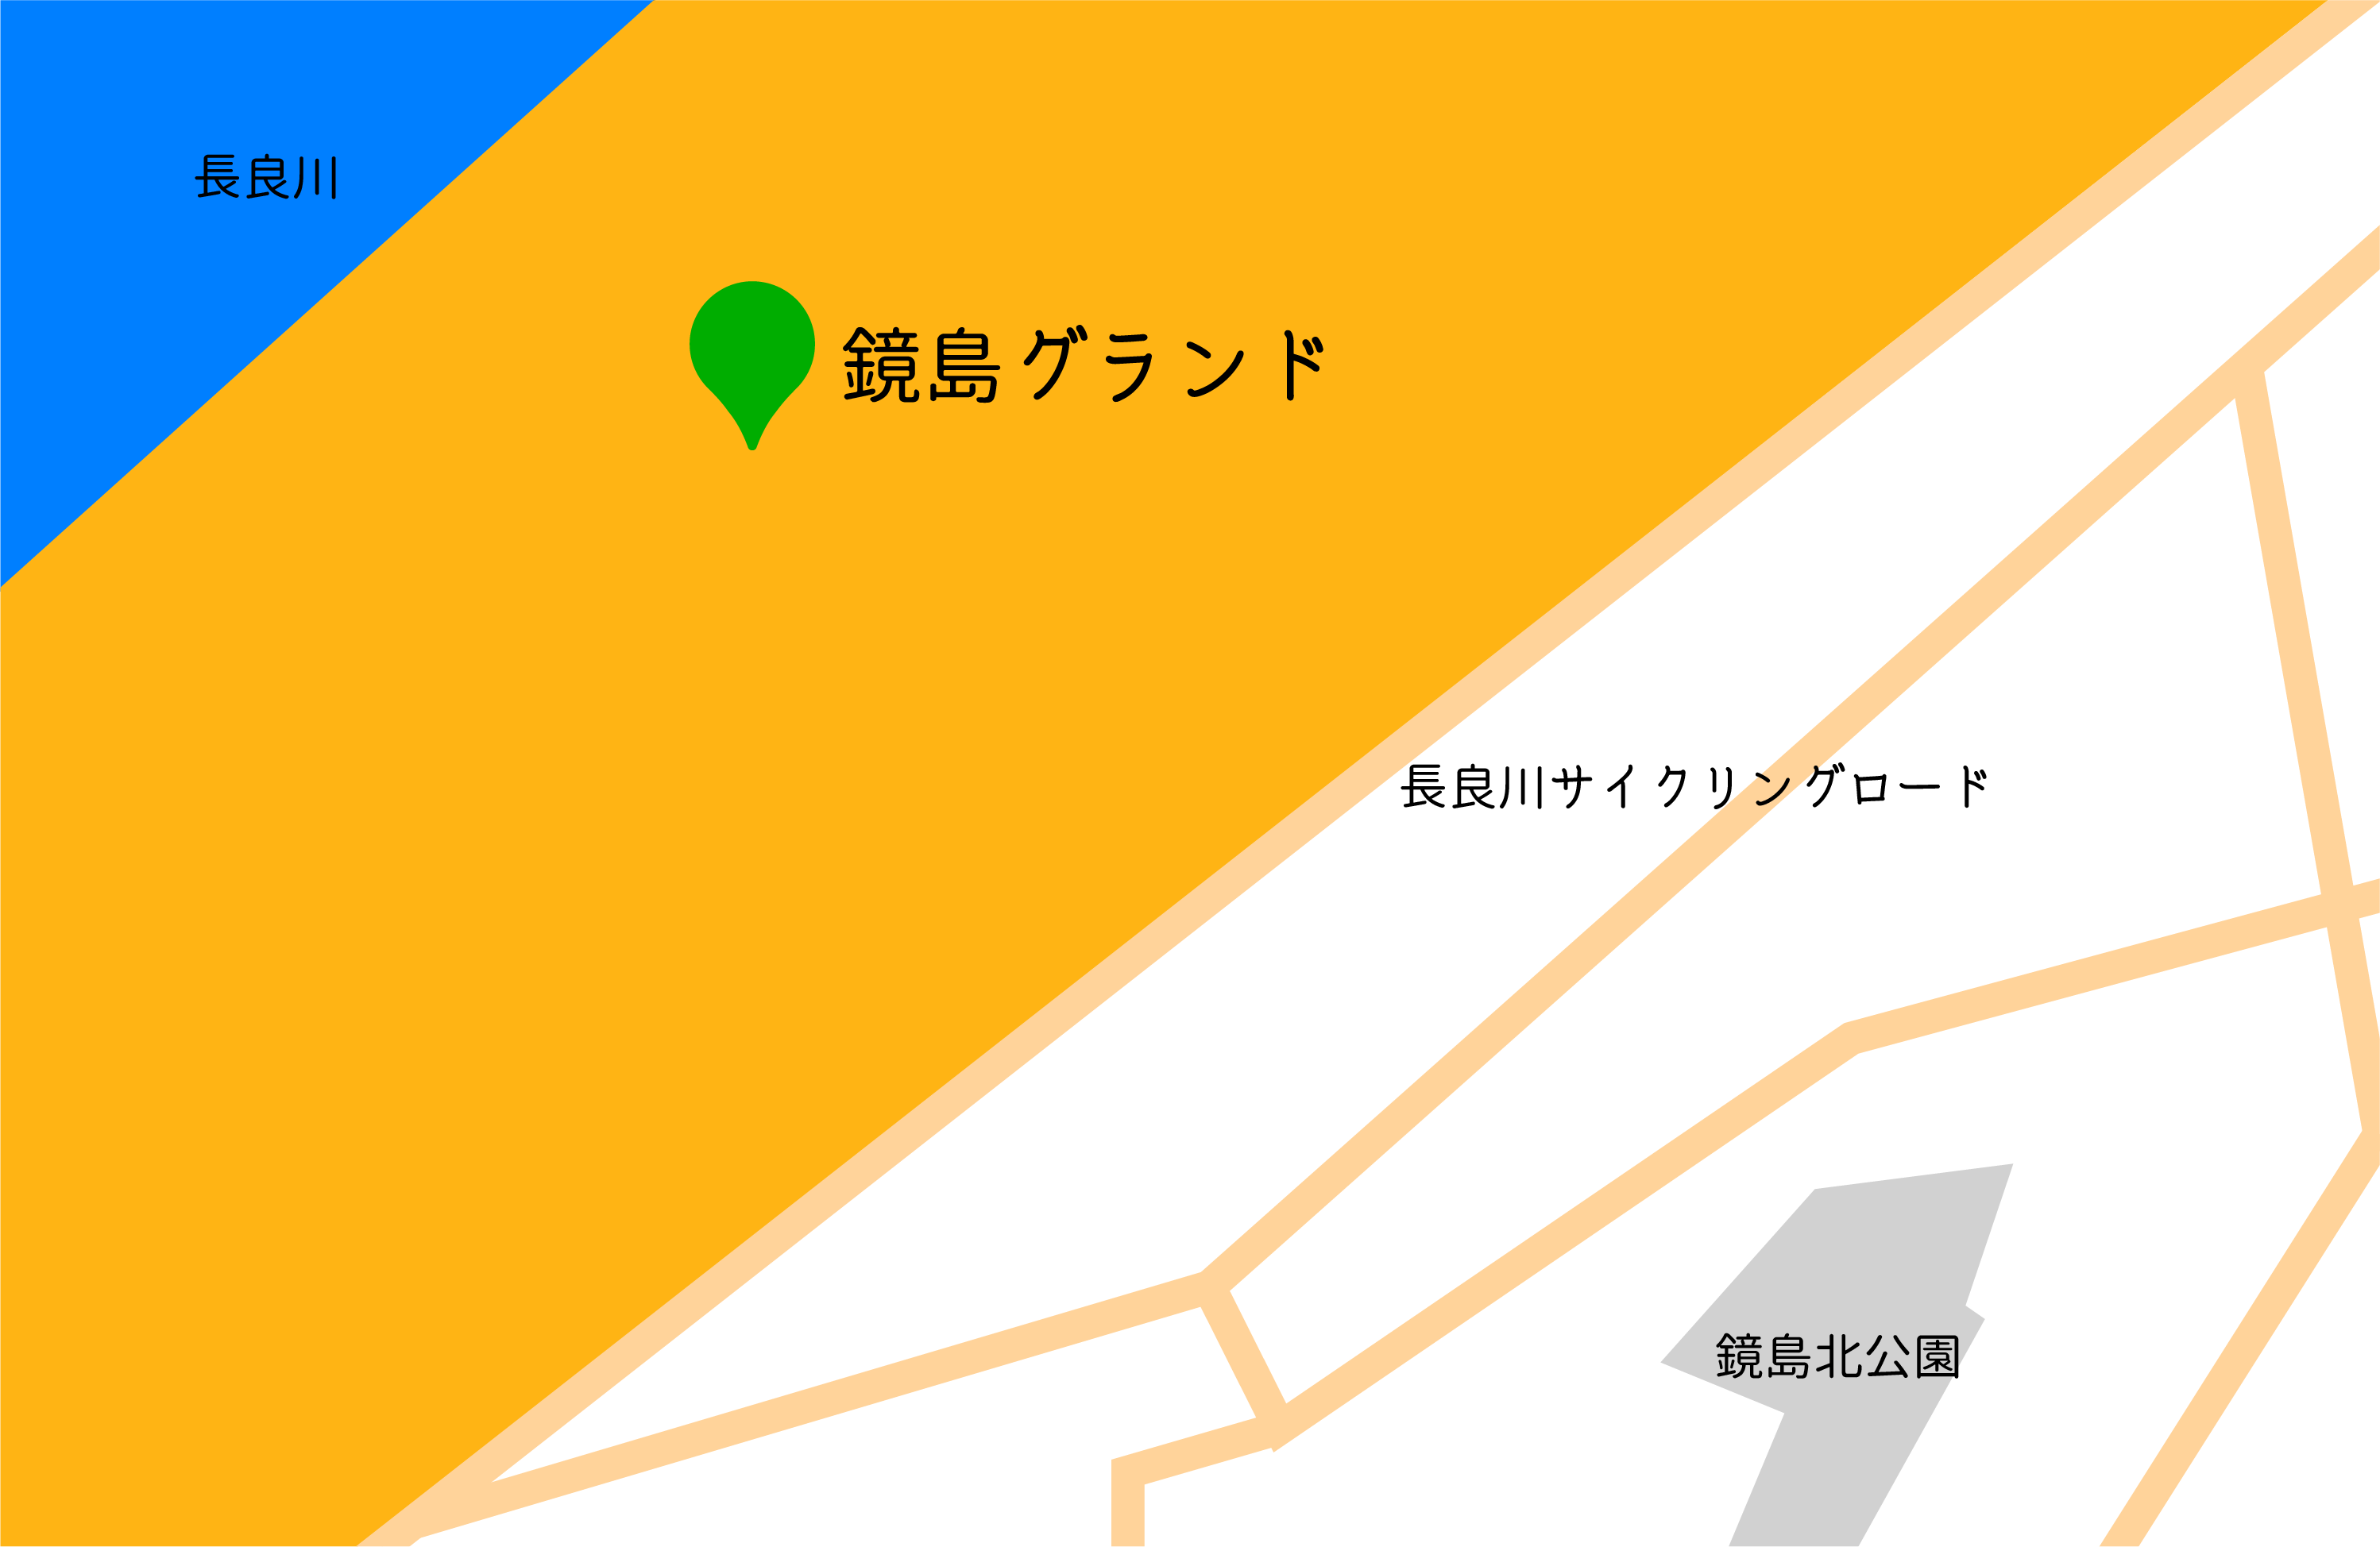 長良川
鏡島グランド
長良川サイクリングロード
鏡島北公園